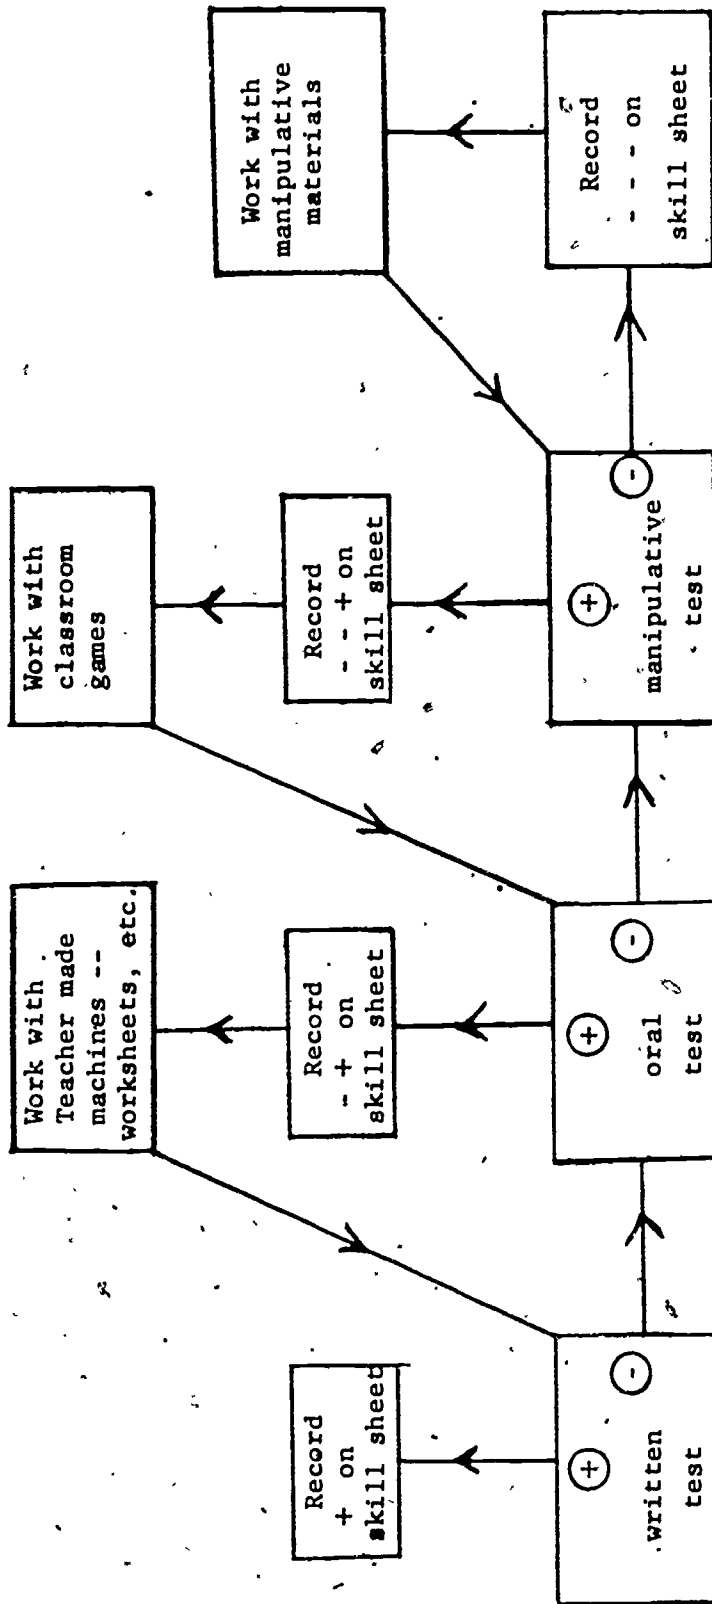 Work with
Teacher made
machines --
worksheets, etc.
Work with
classroom
games
Work with
manipulative
materials
Record
+ on
skill sheet
Record
- + on
skill sheet
Record
- - + on
skill sheet
Record
- - - on
skill sheet
+
-
written
test
+
-
oral
test
+
-
manipulative
test